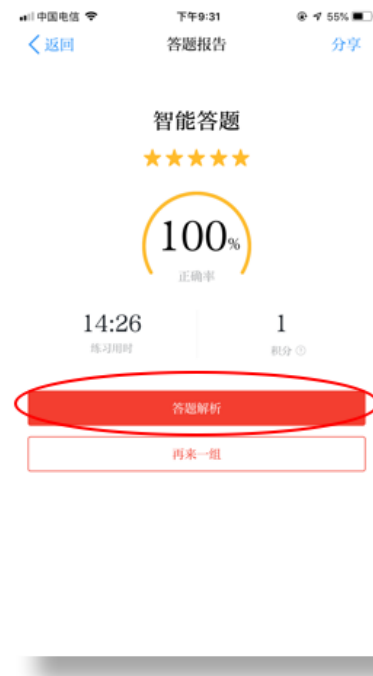 中国电信 下午9:31 55%
返回 答题报告 分享
智能答题
100%
正确率
14:26 1
练习用时 积分 ?
答题解析
再来一组